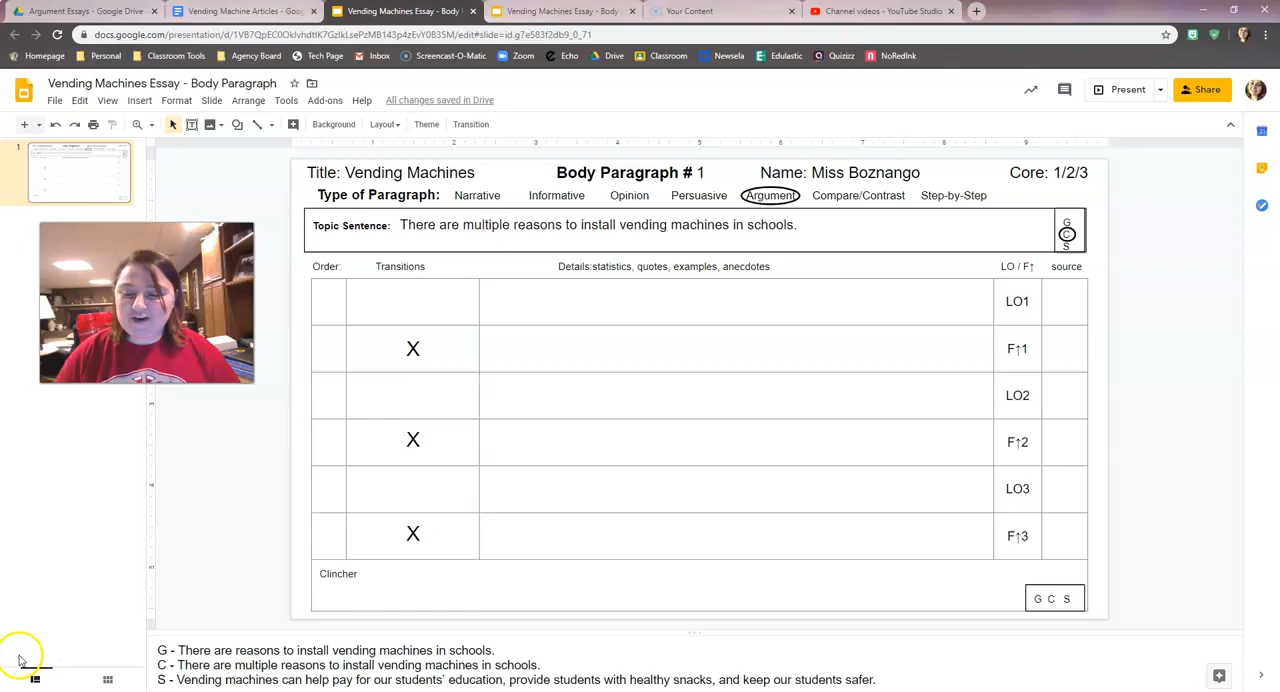 Argument Essays - Google Drive
Vending Machine Articles - Goog
Vending Machines Essay - Body
Vending Machines Essay - Body
Your Content
Channel videos - YouTube Studio
docs.google.com/presentation/d/1VB7QpEC0OklvhdtlK7GzIkLsePzMB143p4zEvY0B35M/edit#slide=id.g7e583f2db9_0_71
Homepage Personal Classroom Tools Agency Board Tech Page Inbox Screencast-O-Matic Zoom Echo Drive Classroom Newsela Edulastic Quizizz NoRedInk
Vending Machines Essay - Body Paragraph
File Edit View Insert Format Slide Arrange Tools Add-ons Help All changes saved in Drive
Present
Share
Background Layout Theme Transition
1
Title: Vending Machines Body Paragraph # 1 Name: Miss Boznango Core: 1/2/3
Type of Paragraph: Narrative Informative Opinion Persuasive Argument Compare/Contrast Step-by-Step
Topic Sentence: There are multiple reasons to install vending machines in schools.
G
C
S
Order: Transitions Details:statistics, quotes, examples, anecdotes LO / F↑ source
LO1
X F↑1
LO2
X F↑2
LO3
X F↑3
Clincher
G C S
G - There are reasons to install vending machines in schools.
C - There are multiple reasons to install vending machines in schools.
S - Vending machines can help pay for our students' education, provide students with healthy snacks, and keep our students safer.